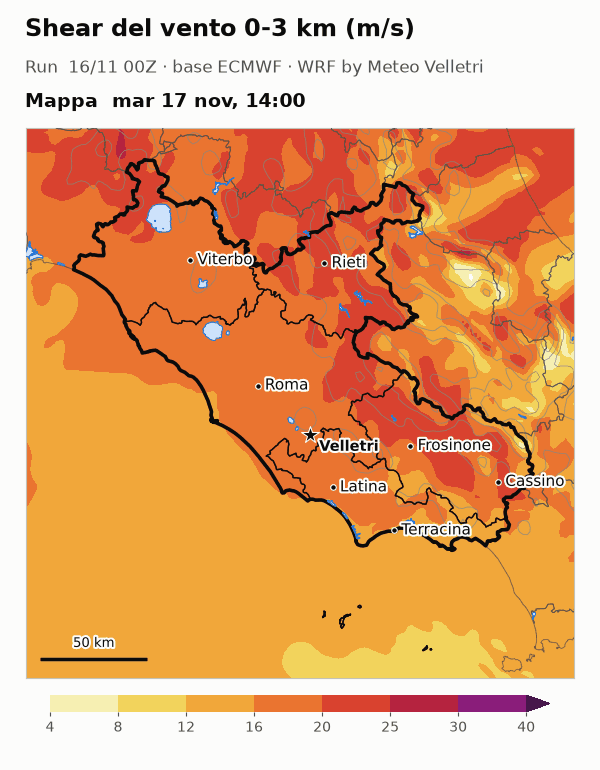 Shear del vento 0-3 km (m/s)
Run 16/11 00Z · base ECMWF · WRF by Meteo Velletri
Mappa mar 17 nov, 14:00
Viterbo
Rieti
Roma
Velletri
Frosinone
Cassino
Latina
Terracina
50 km
4 8 12 16 20 25 30 40